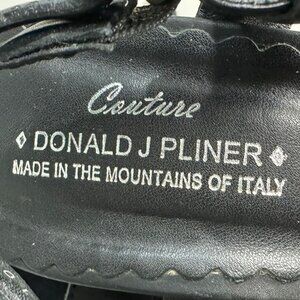 Couture
DONALD J PLINER
MADE IN THE MOUNTAINS OF ITALY